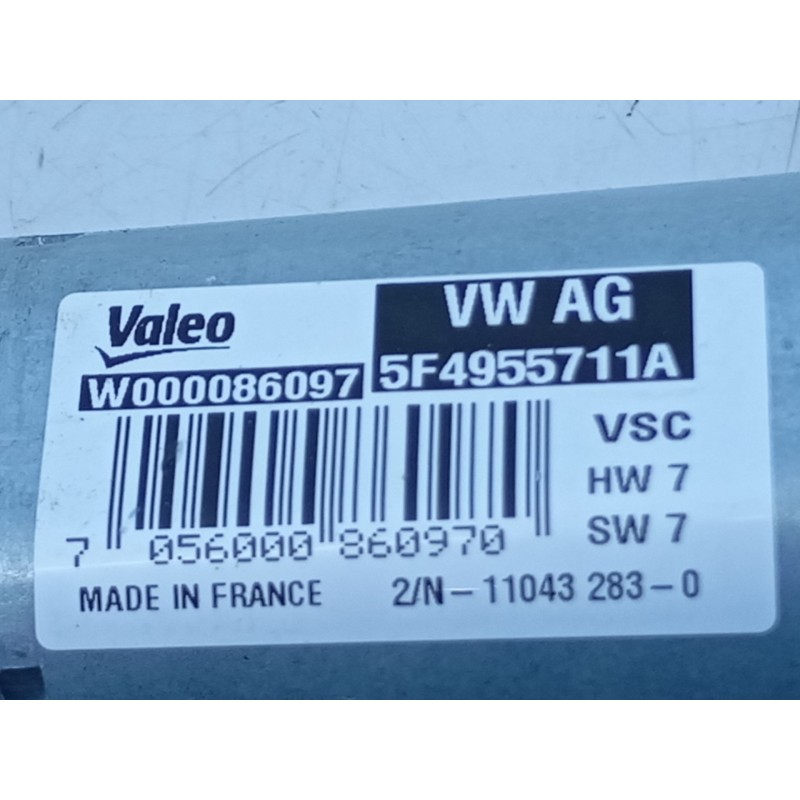 Valeo
VW AG
W000086097
5F4955711A
VSC
HW 7
SW 7
7 056000 860970
MADE IN FRANCE
2/N-11043 283-0